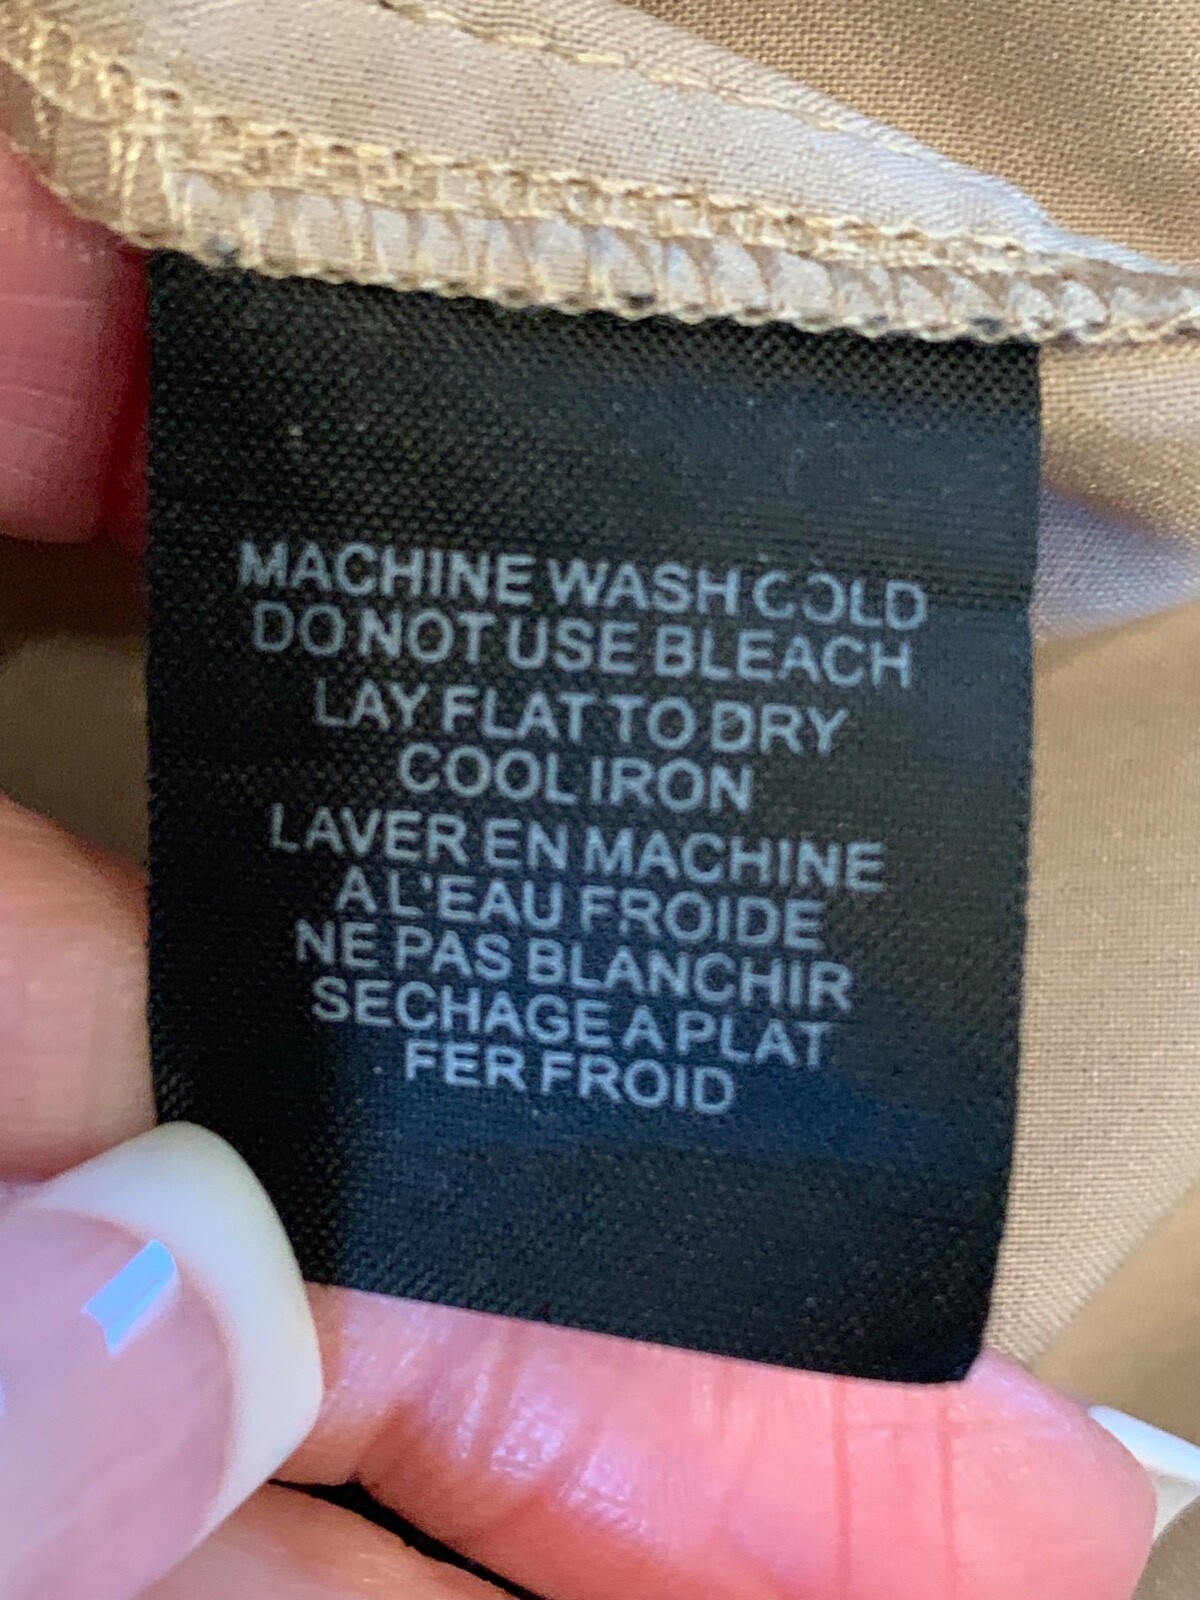 MACHINE WASH COLD
DO NOT USE BLEACH
LAY FLAT TO DRY
COOL IRON
LAVER EN MACHINE
A L'EAU FROIDE
NE PAS BLANCHIR
SECHAGE A PLAT
FER FROID